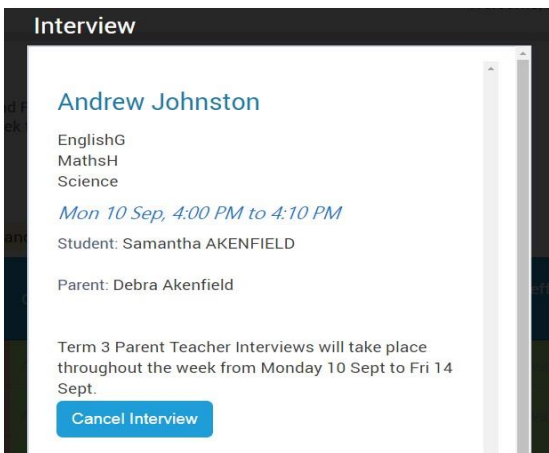 Interview
Andrew Johnston
EnglishG
MathsH
Science
Mon 10 Sep, 4:00 PM to 4:10 PM
Student: Samantha AKENFIELD
Parent: Debra Akenfield
Term 3 Parent Teacher Interviews will take place
throughout the week from Monday 10 Sept to Fri 14
Sept.
Cancel Interview